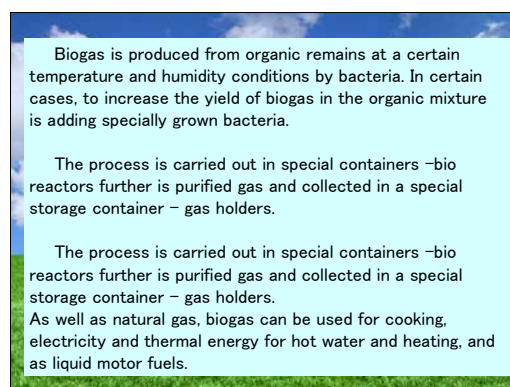 Biogas is produced from organic remains at a certain
temperature and humidity conditions by bacteria. In certain
cases, to increase the yield of biogas in the organic mixture
is adding specially grown bacteria.
The process is carried out in special containers -bio
reactors further is purified gas and collected in a special
storage container - gas holders.
The process is carried out in special containers -bio
reactors further is purified gas and collected in a special
storage container - gas holders.
As well as natural gas, biogas can be used for cooking,
electricity and thermal energy for hot water and heating, and
as liquid motor fuels.